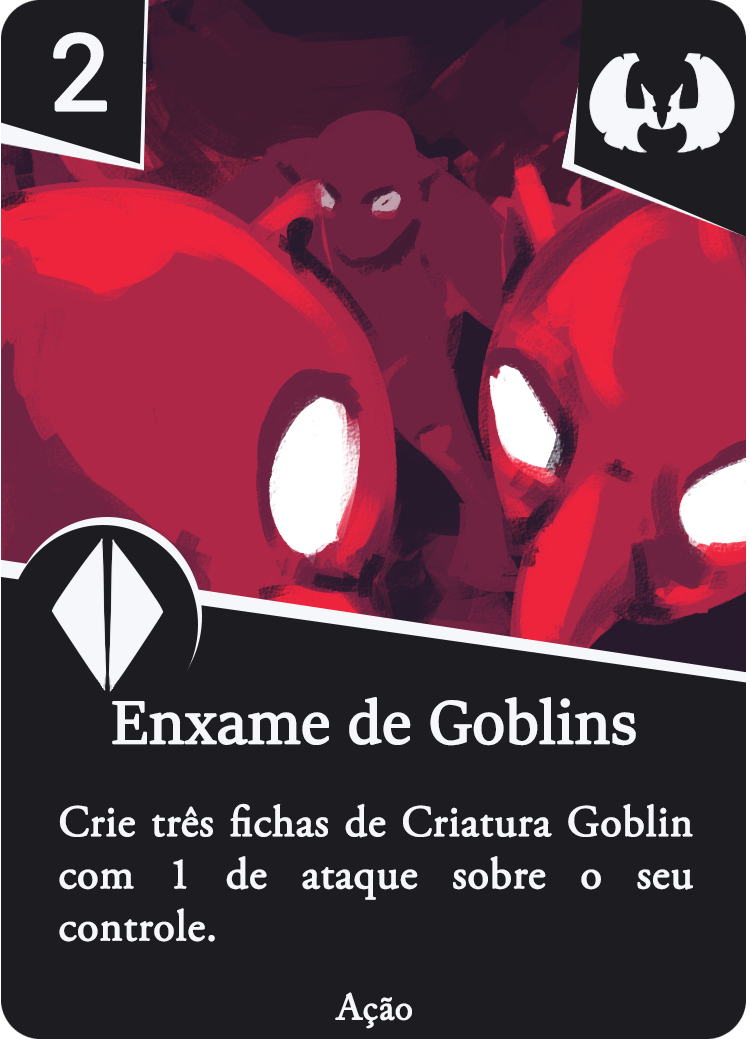 2
Enxame de Goblins
Crie três fichas de Criatura Goblin
com 1 de ataque sobre o seu
controle.
Ação